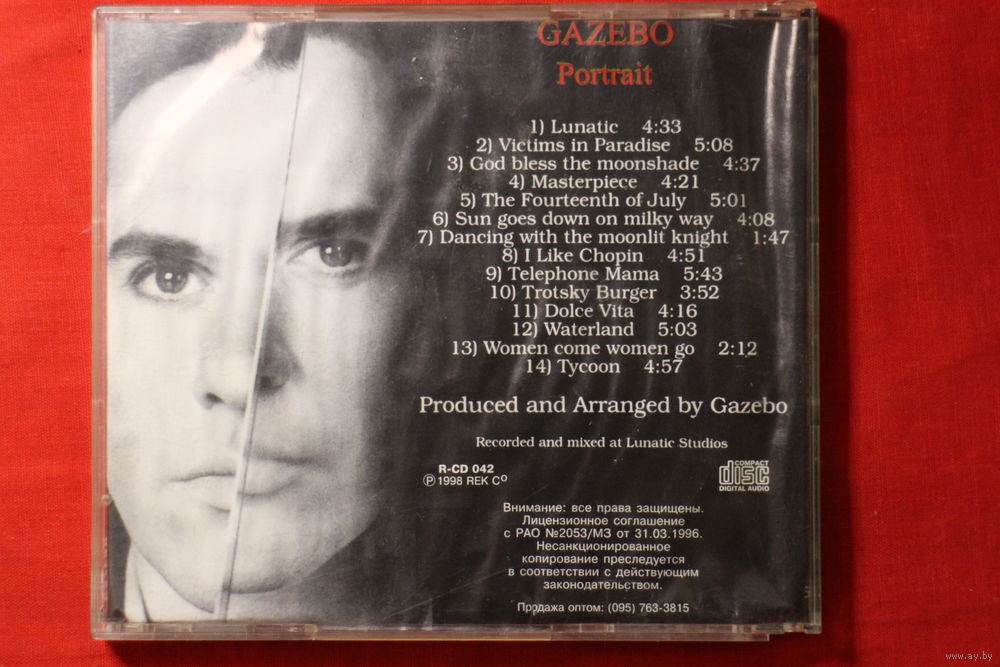 GAZEBO
Portrait
1) Lunatic 4:33
2) Victims in Paradise 5:08
3) God bless the moonshade 4:37
4) Masterpiece 4:21
5) The Fourteenth of July 5:01
6) Sun goes down on milky way 4:08
7) Dancing with the moonlit knight 1:47
8) I Like Chopin 4:51
9) Telephone Mama 5:43
10) Trotsky Burger 3:52
11) Dolce Vita 4:16
12) Waterland 5:03
13) Women come women go 2:12
14) Tycoon 4:57
Produced and Arranged by Gazebo
Recorded and mixed at Lunatic Studios
R-CD 042
Ⓟ1998 REK Cº
COMPACT
disc
DIGITAL AUDIO
Внимание: все права защищены.
Лицензионное соглашение
с РАО №2053/МЗ от 31.03.1996.
Несанкционированное
копирование преследуется
в соответствии с действующим
законодательством.
Продажа оптом: (095) 763-3815
www.ay.by